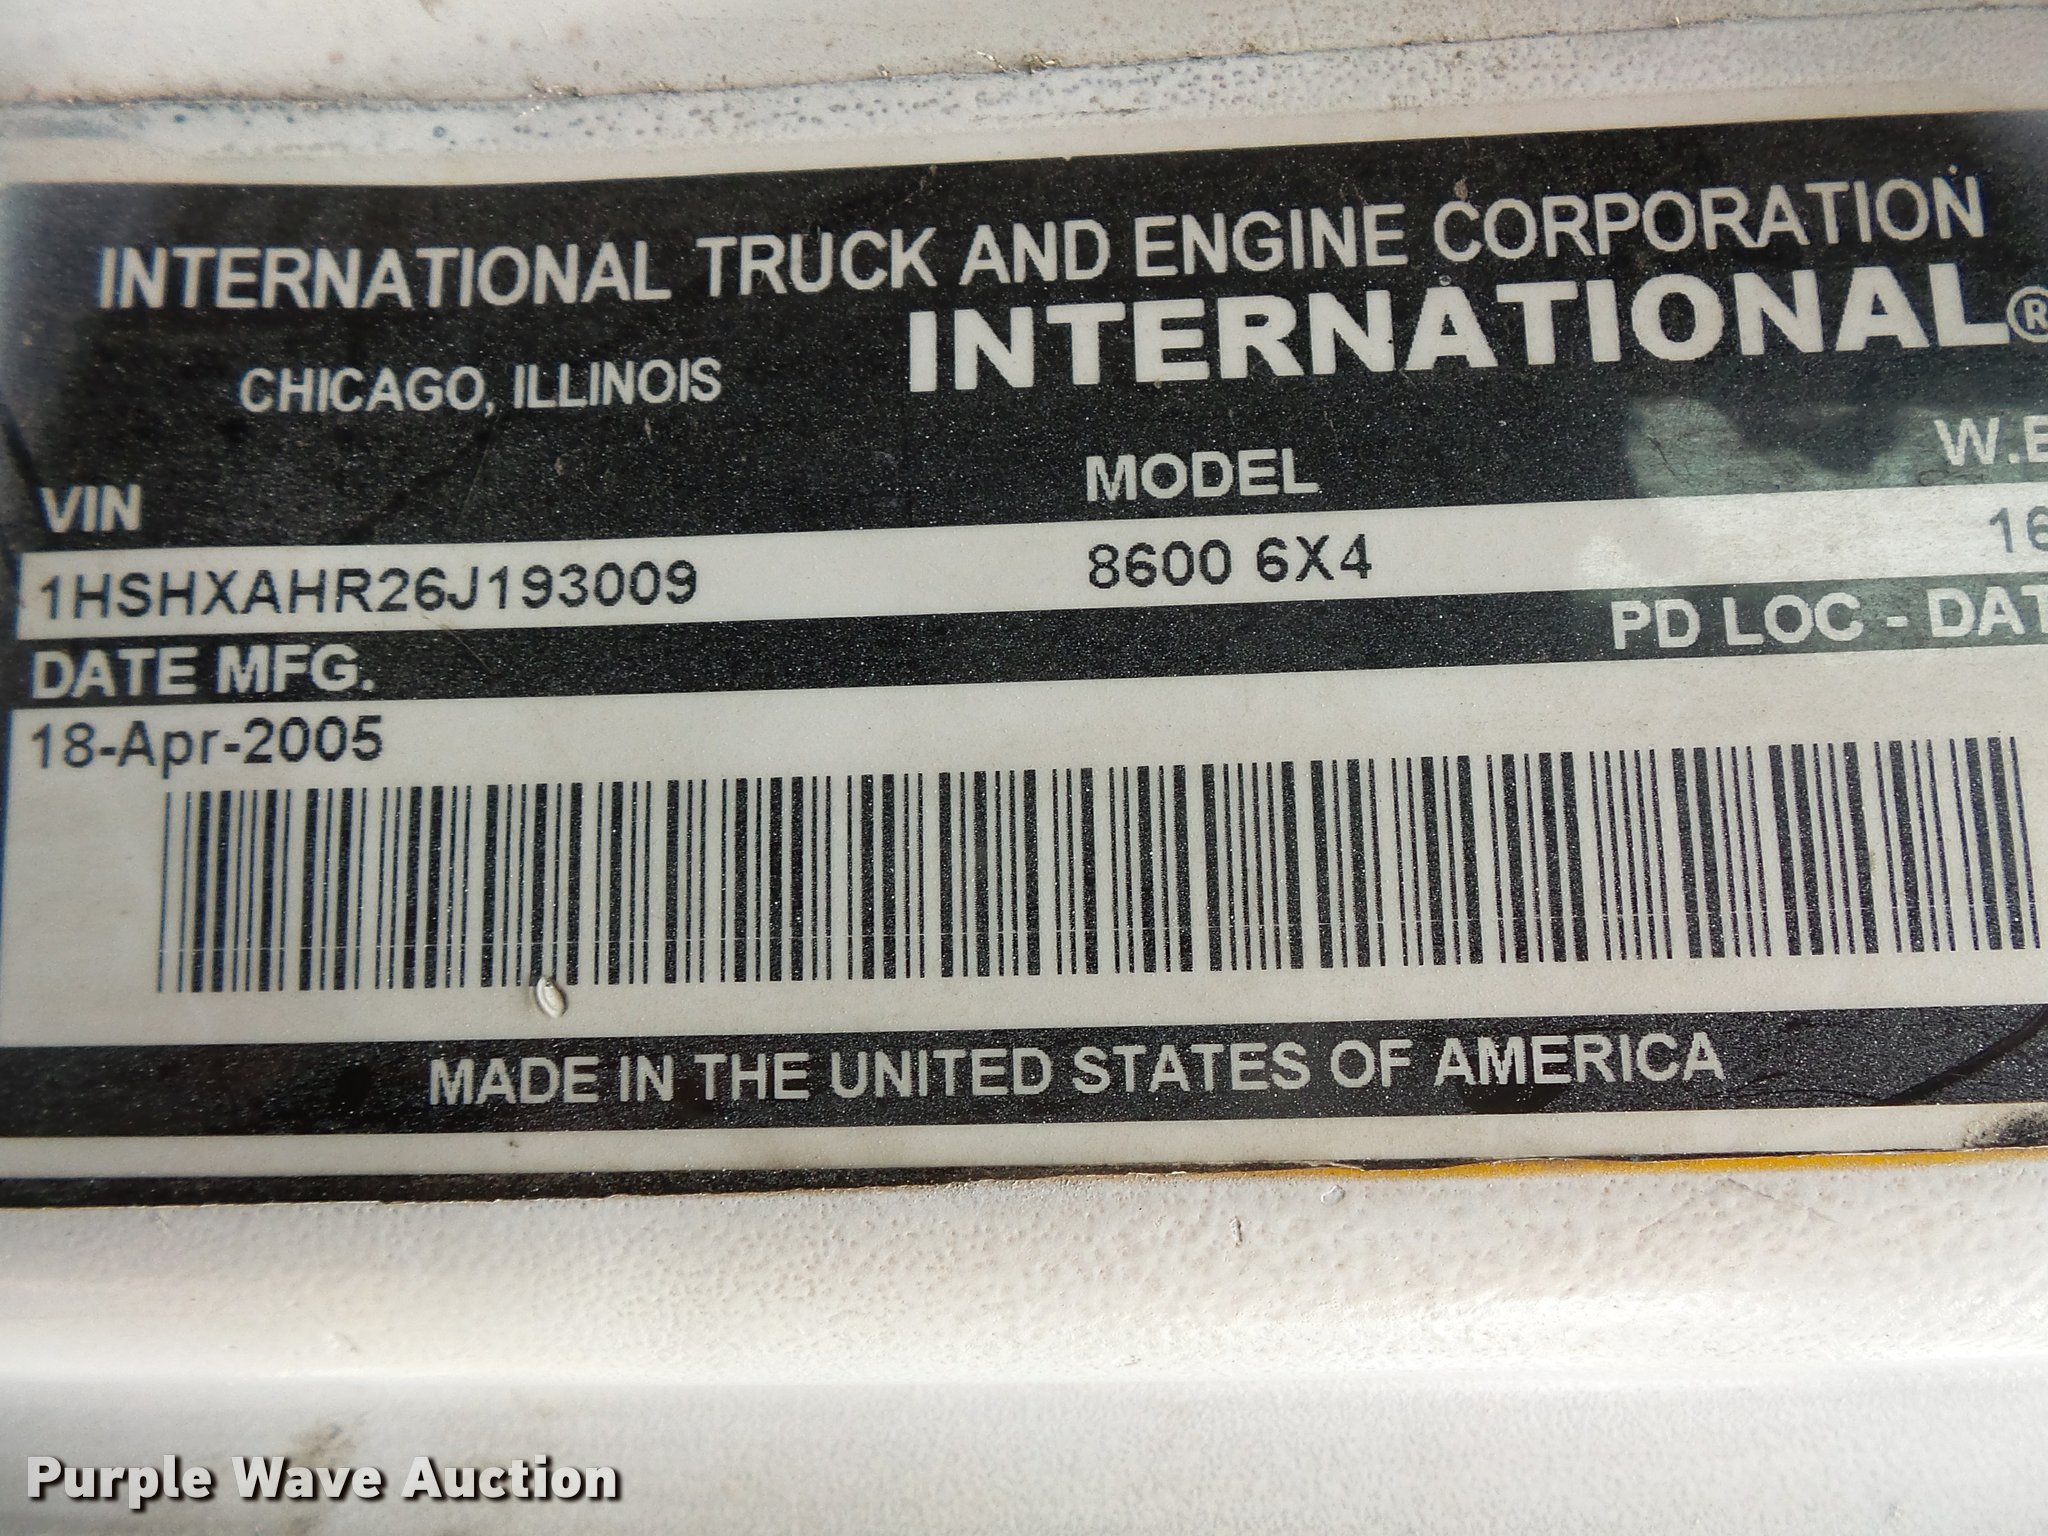 INTERNATIONAL TRUCK AND ENGINE CORPORATION
INTERNATIONAL®
CHICAGO, ILLINOIS
VIN MODEL W.B
1HSHXAHR26J193009 8600 6X4 16
DATE MFG. PD LOC - DAT
18-Apr-2005
MADE IN THE UNITED STATES OF AMERICA
Purple Wave Auction